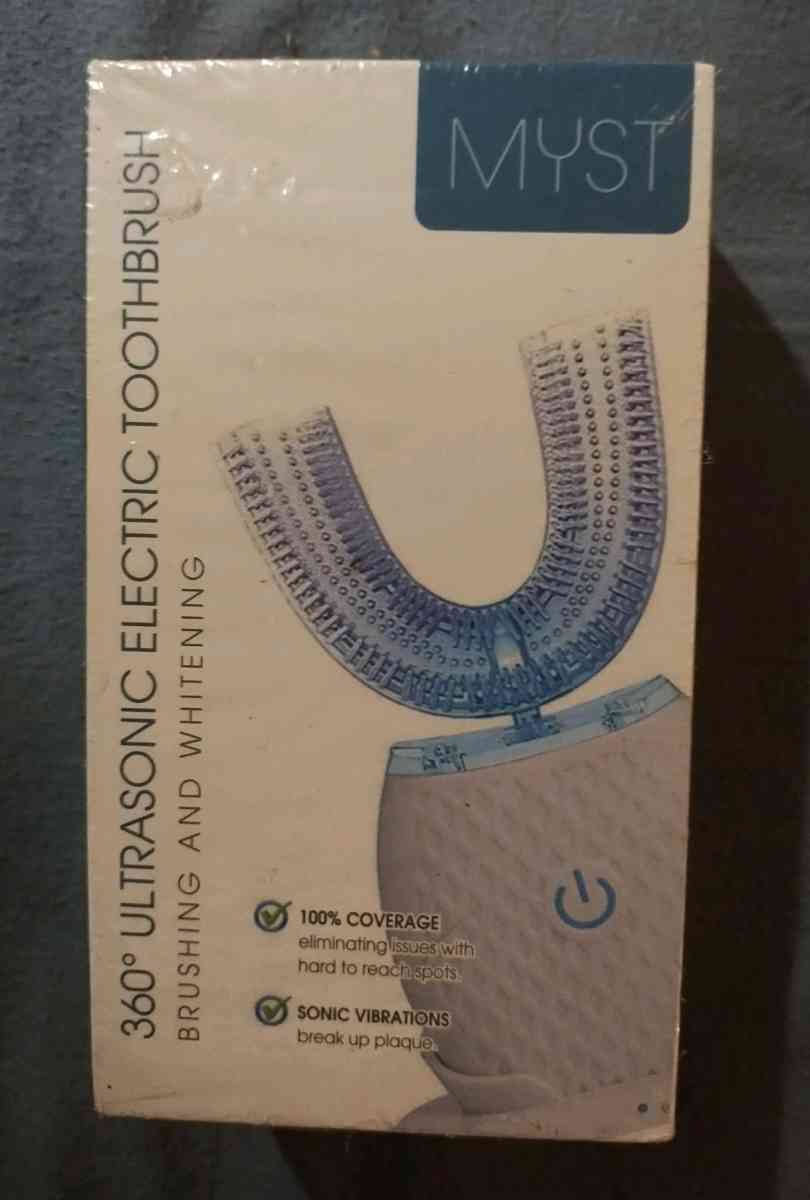 MYST
360° ULTRASONIC ELECTRIC TOOTHBRUSH
BRUSHING AND WHITENING
100% COVERAGE
eliminating issues with
hard to reach spots.
SONIC VIBRATIONS
break up plaque.